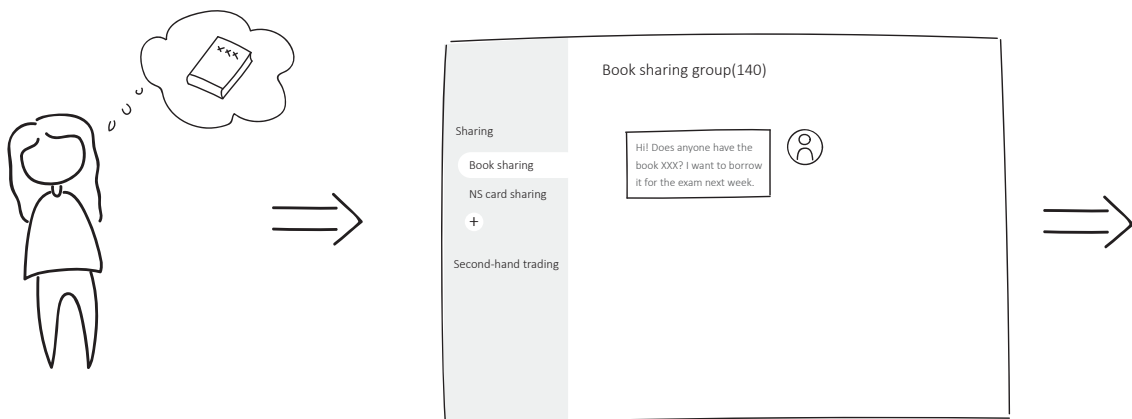 xxx
Book sharing group(140)
Sharing
Book sharing
NS card sharing
+
Second-hand trading
Hi! Does anyone have the
book XXX? I want to borrow
it for the exam next week.